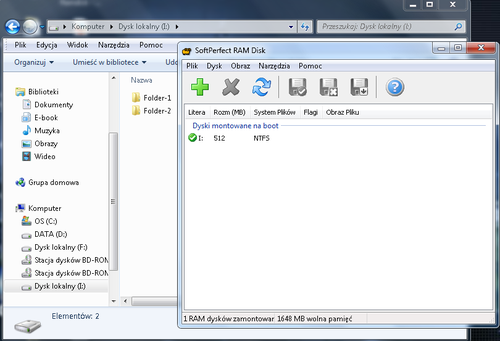 Komputer ▸ Dysk lokalny (I:)
Przeszukaj: Dysk lokalny (I:)
Plik Edycja Widok Narzędzia Pomoc
Organizuj Umieść w bibliotece Udo
Nazwa
Folder-1
Folder-2
Biblioteki
Dokumenty
E-book
Muzyka
Obrazy
Wideo
Grupa domowa
Komputer
OS (C:)
DATA (D:)
Dysk lokalny (F:)
Stacja dysków BD-ROM
Stacja dysków BD-ROM
Dysk lokalny (I:)
Elementów: 2
SoftPerfect RAM Disk
Plik Dysk Obraz Narzędzia Pomoc
Litera Rozm (MB) System Plików Flagi Obraz Pliku
Dyski montowane na boot
I: 512 NTFS
1 RAM dysków zamontowar 1648 MB wolna pamięć